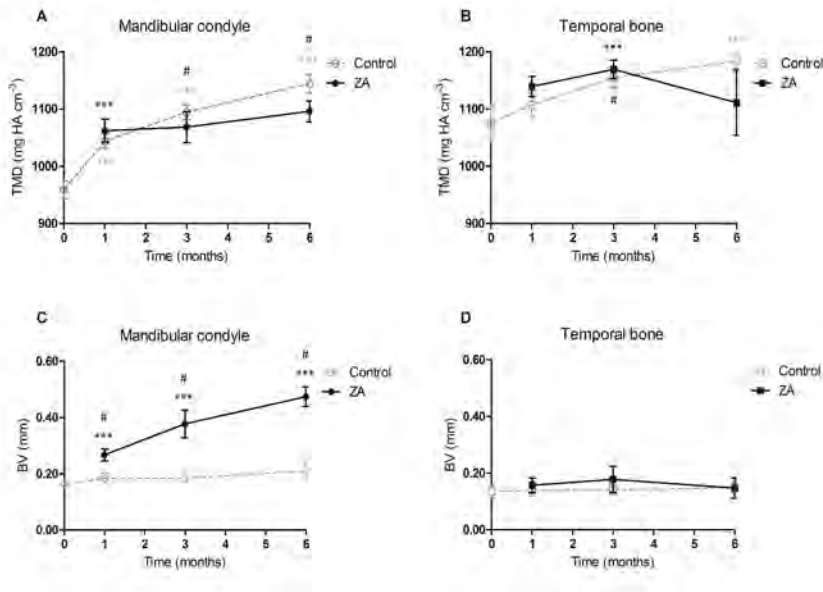 A
Mandibular condyle
TMD (mg HA cm⁻³)
1200
1100
1000
900
***
#
#
0 1 2 3 4 5 6
Time (months)
Control
ZA
B
Temporal bone
TMD (mg HA cm⁻³)
1200
1100
1000
900
***
#
0 1 2 3 4 5 6
Time (months)
Control
ZA
C
Mandibular condyle
BV (mm)
0.60
0.40
0.20
0.00
#
***
#
***
#
***
0 1 2 3 4 5 6
Time (months)
Control
ZA
D
Temporal bone
BV (mm)
0.60
0.40
0.20
0.00
0 1 2 3 4 5 6
Time (months)
Control
ZA